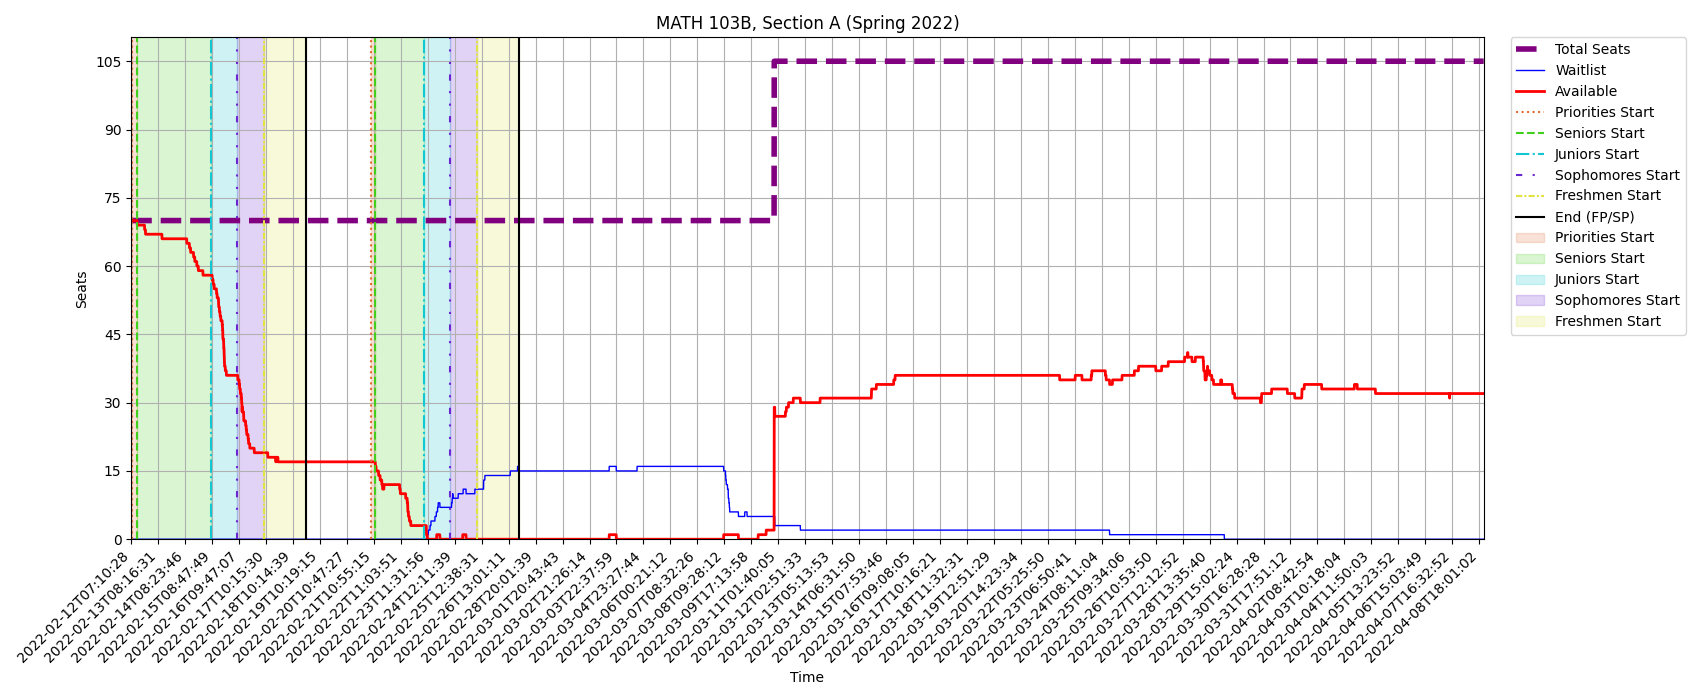 MATH 103B, Section A (Spring 2022)
Seats
105
90
75
60
45
30
15
0
2022-02-12T07:10:28
2022-02-13T08:16:31
2022-02-14T08:23:46
2022-02-15T08:47:49
2022-02-16T09:47:07
2022-02-17T10:15:30
2022-02-18T10:14:39
2022-02-19T10:19:15
2022-02-20T10:47:27
2022-02-21T10:55:15
2022-02-22T11:03:51
2022-02-23T11:31:56
2022-02-24T12:11:39
2022-02-25T12:38:31
2022-02-26T13:01:11
2022-02-28T20:01:39
2022-03-01T20:43:43
2022-03-02T21:26:14
2022-03-03T22:37:59
2022-03-04T23:27:44
2022-03-06T00:21:12
2022-03-07T08:32:26
2022-03-08T09:28:12
2022-03-09T17:13:58
2022-03-11T01:40:05
2022-03-12T02:51:33
2022-03-13T05:13:53
2022-03-14T06:31:50
2022-03-15T07:53:46
2022-03-16T09:08:05
2022-03-17T10:16:21
2022-03-18T11:32:31
2022-03-19T12:51:29
2022-03-20T14:23:34
2022-03-22T05:25:50
2022-03-23T06:50:41
2022-03-24T08:11:04
2022-03-25T09:34:06
2022-03-26T10:53:50
2022-03-27T12:12:52
2022-03-28T13:35:40
2022-03-29T15:02:24
2022-03-30T16:28:28
2022-03-31T17:51:12
2022-04-02T08:42:54
2022-04-03T10:18:04
2022-04-04T11:50:03
2022-04-05T13:23:52
2022-04-06T15:03:49
2022-04-07T16:32:52
2022-04-08T18:01:02
Time
Total Seats
Waitlist
Available
Priorities Start
Seniors Start
Juniors Start
Sophomores Start
Freshmen Start
End (FP/SP)
Priorities Start
Seniors Start
Juniors Start
Sophomores Start
Freshmen Start